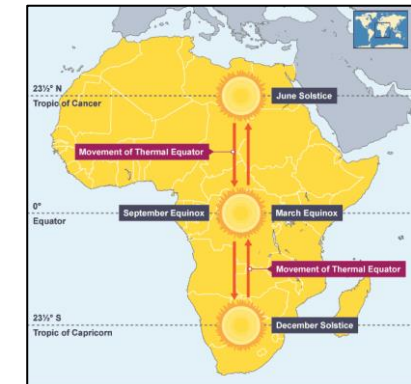 23½° N
Tropic of Cancer
June Solstice
Movement of Thermal Equator
0°
Equator
September Equinox
March Equinox
Movement of Thermal Equator
23½° S
Tropic of Capricorn
December Solstice